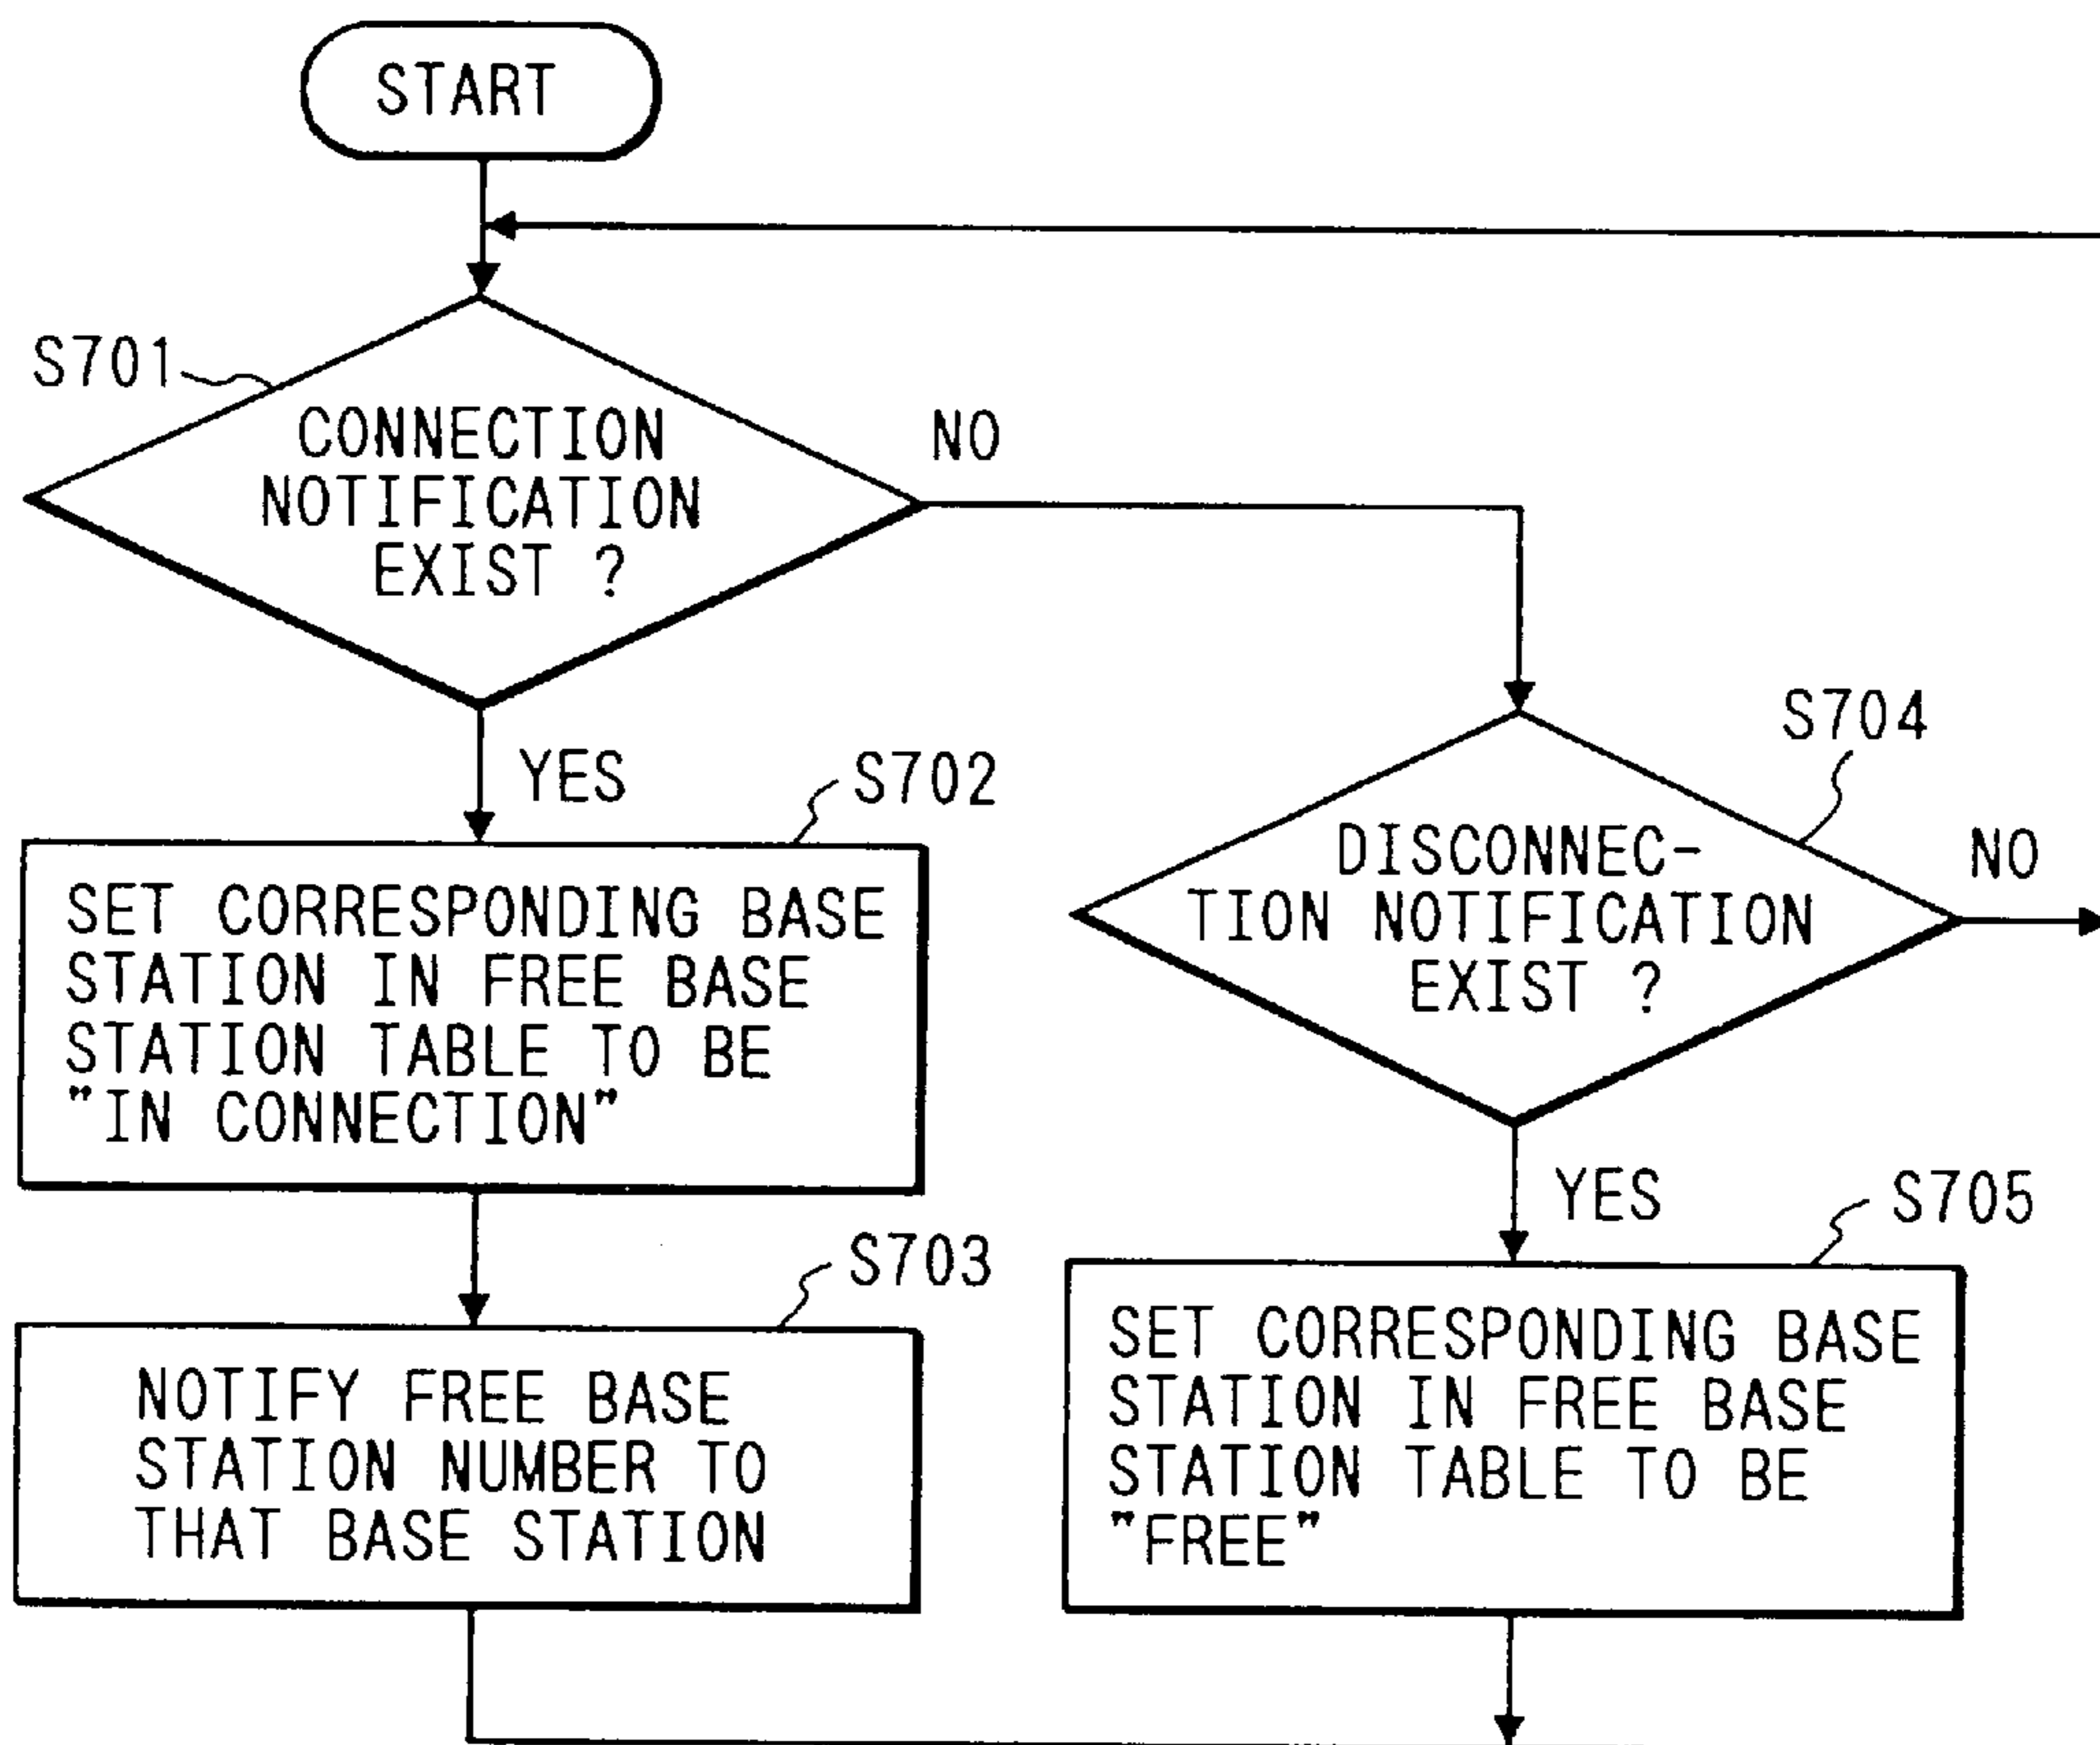 START
S701
CONNECTION
NOTIFICATION
EXIST ?
NO
YES
S702
SET CORRESPONDING BASE
STATION IN FREE BASE
STATION TABLE TO BE
"IN CONNECTION"
S703
NOTIFY FREE BASE
STATION NUMBER TO
THAT BASE STATION
S704
DISCONNEC-
TION NOTIFICATION
EXIST ?
NO
YES
S705
SET CORRESPONDING BASE
STATION IN FREE BASE
STATION TABLE TO BE
"FREE"